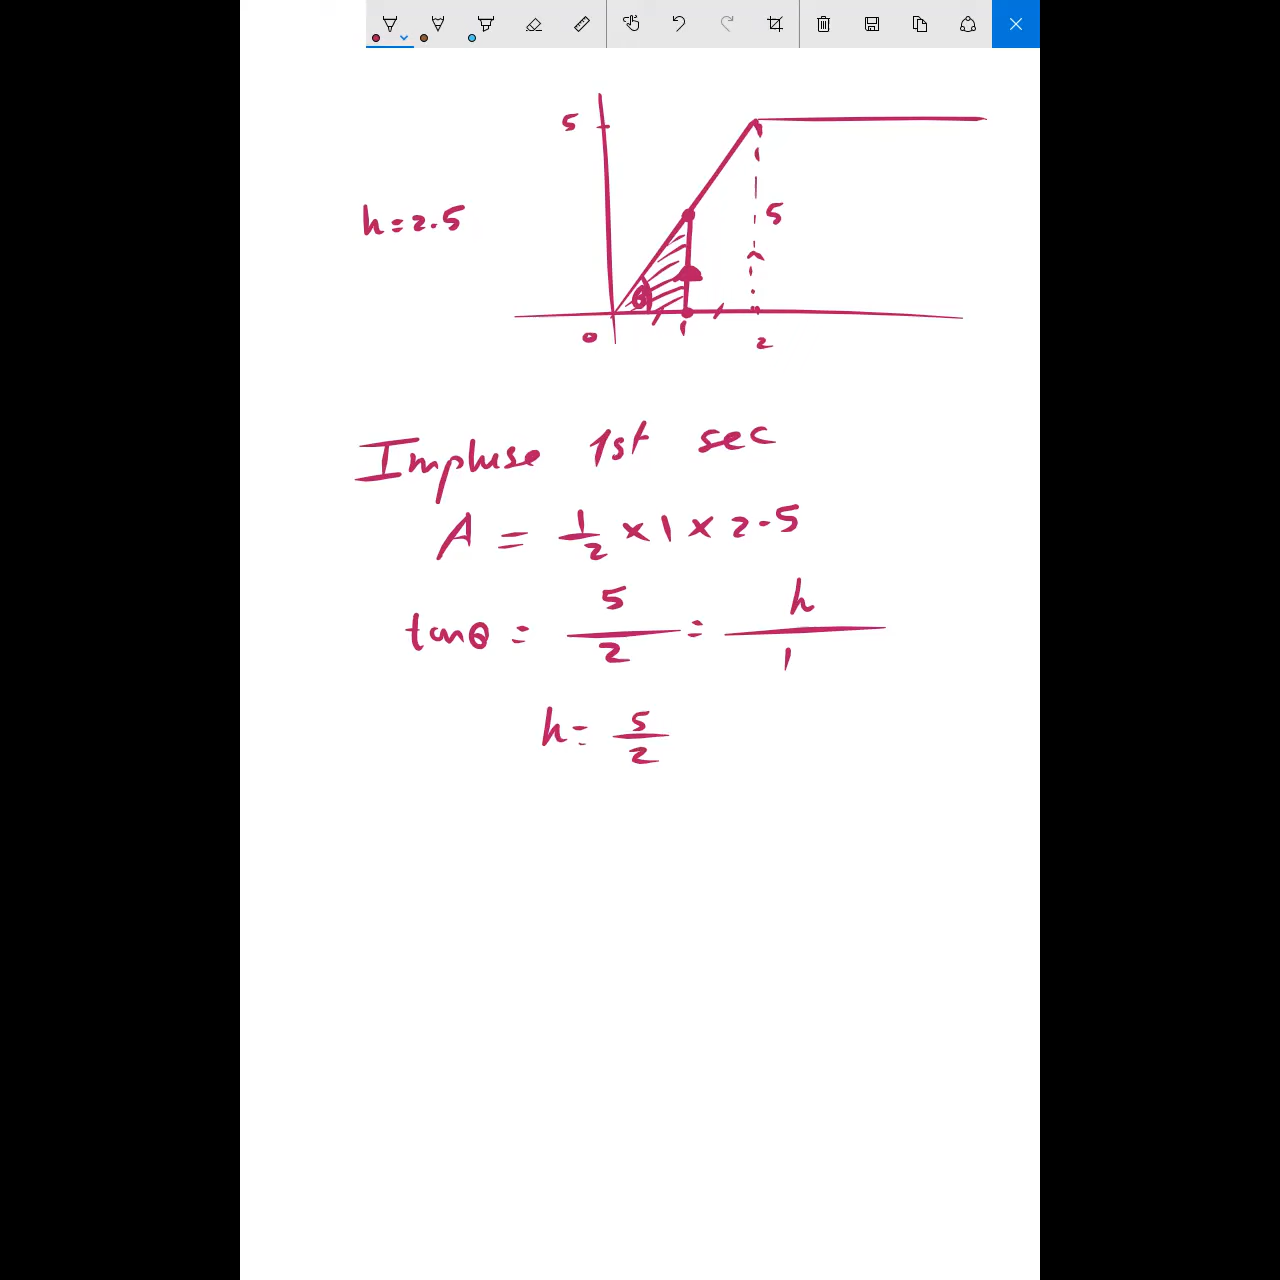 5
h=2.5
5
θ
0
1
2
Impluse 1st sec
A = 1/2 × 1 × 2.5
tanθ = 5/2 = h/1
h = 5/2